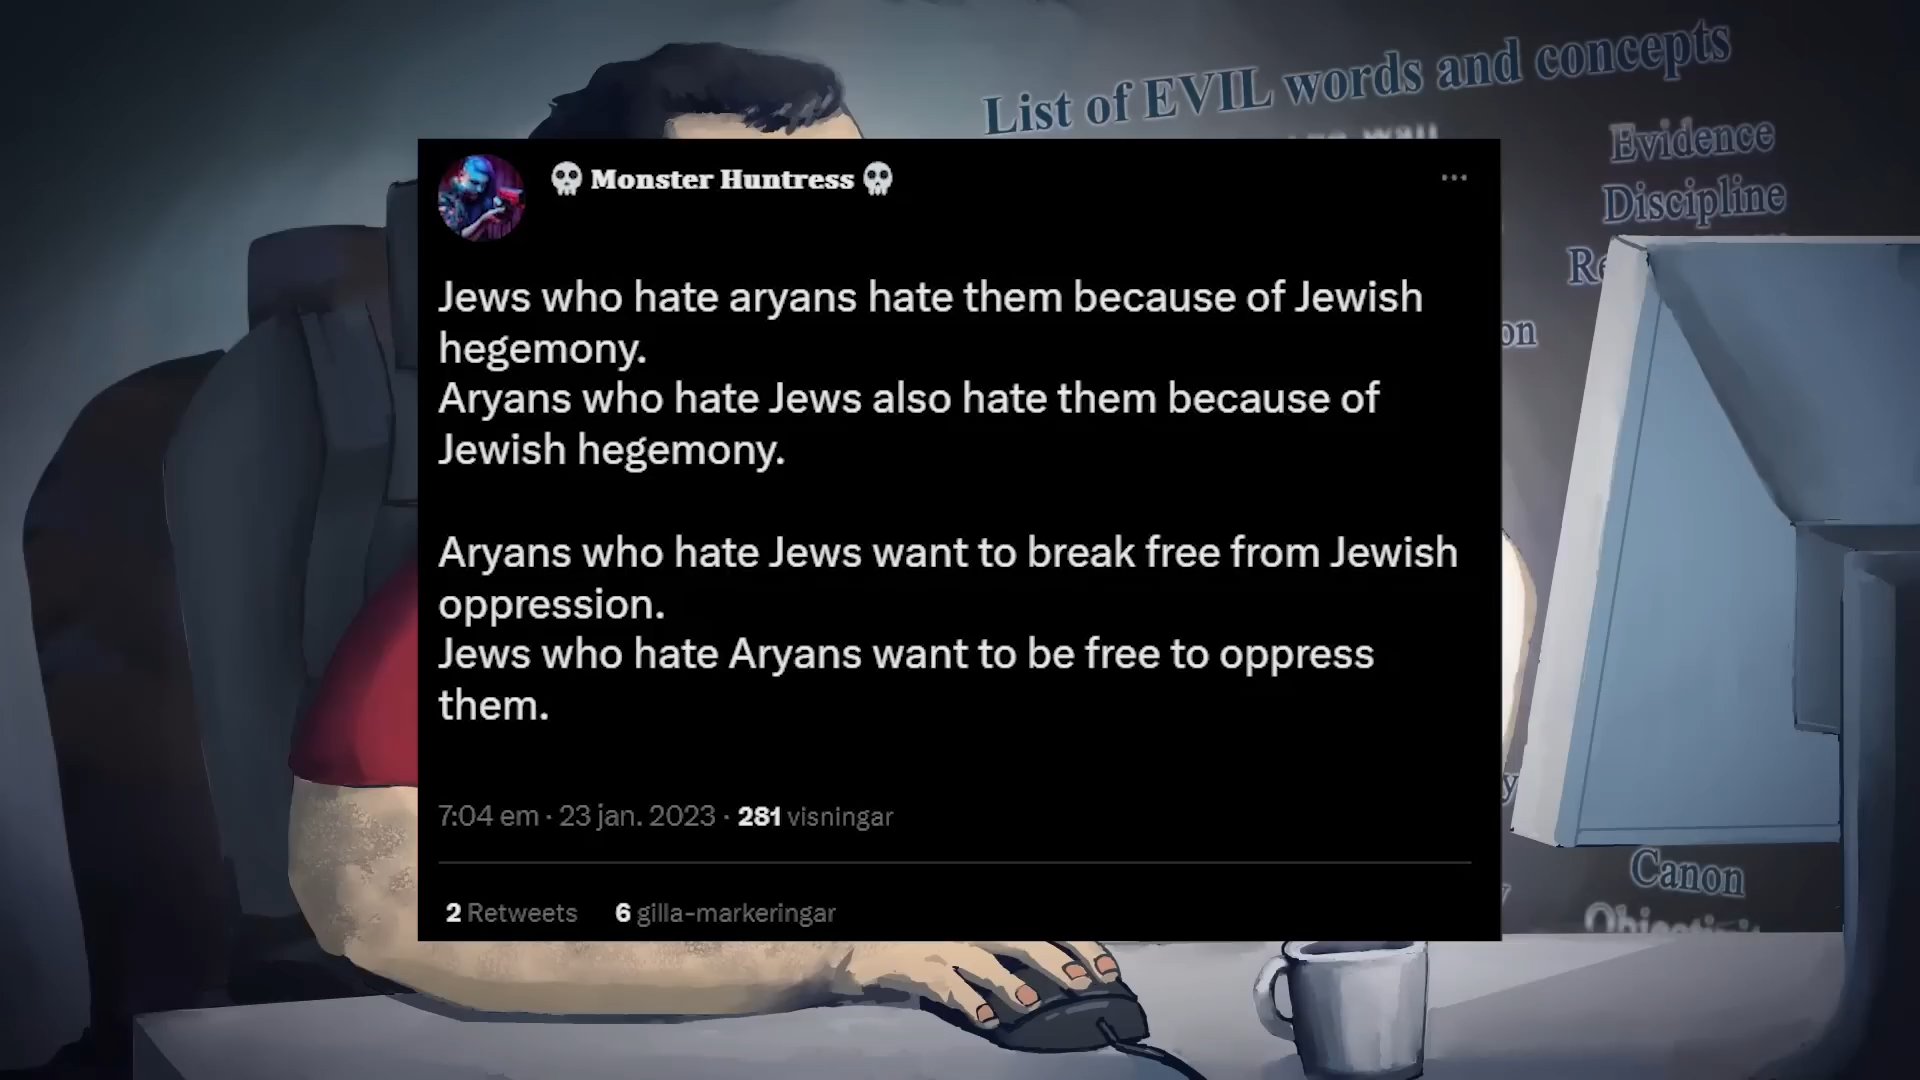 List of EVIL words and concepts
Evidence
Discipline
💀 Monster Huntress 💀
Jews who hate aryans hate them because of Jewish
hegemony.
Aryans who hate Jews also hate them because of
Jewish hegemony.
Aryans who hate Jews want to break free from Jewish
oppression.
Jews who hate Aryans want to be free to oppress
them.
7:04 em · 23 jan. 2023 · 281 visningar
2 Retweets 6 gilla-markeringar
Canon